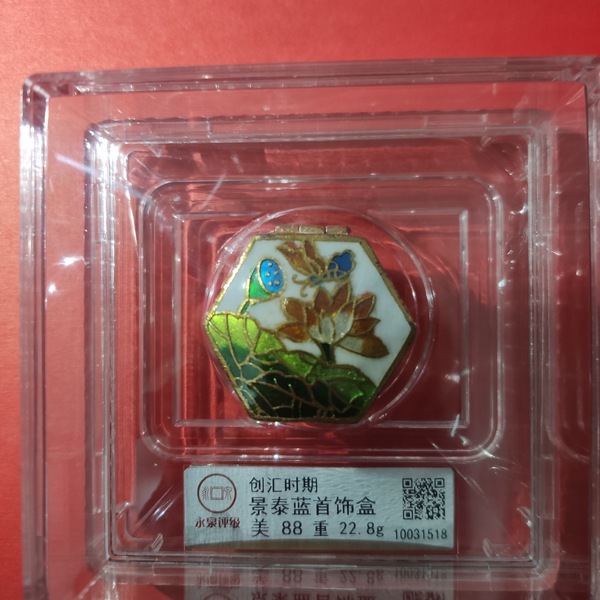 创汇时期
景泰蓝首饰盒
美 88 重 22.8g
10031518
永泉评级